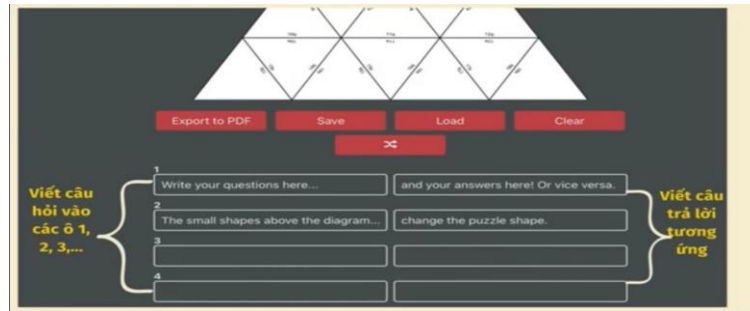 Export to PDF
Save
Load
Clear
1
Write your questions here...
and your answers here! Or vice versa.
2
The small shapes above the diagram...
change the puzzle shape.
3
4
Viết câu
hỏi vào
các ô 1,
2, 3,...
Viết câu
trả lời
tương
ứng